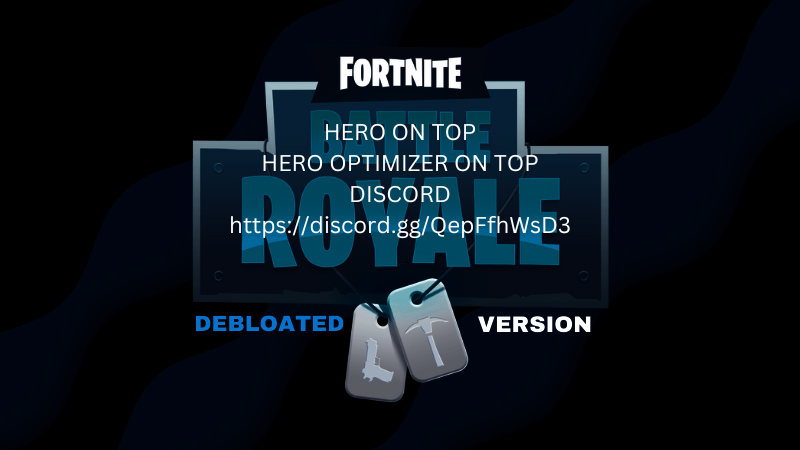 FORTNITE
BATTLE
HERO ON TOP
HERO OPTIMIZER ON TOP
DISCORD
ROYALE
https://discord.gg/QepFfhWsD3
DEBLOATED
VERSION